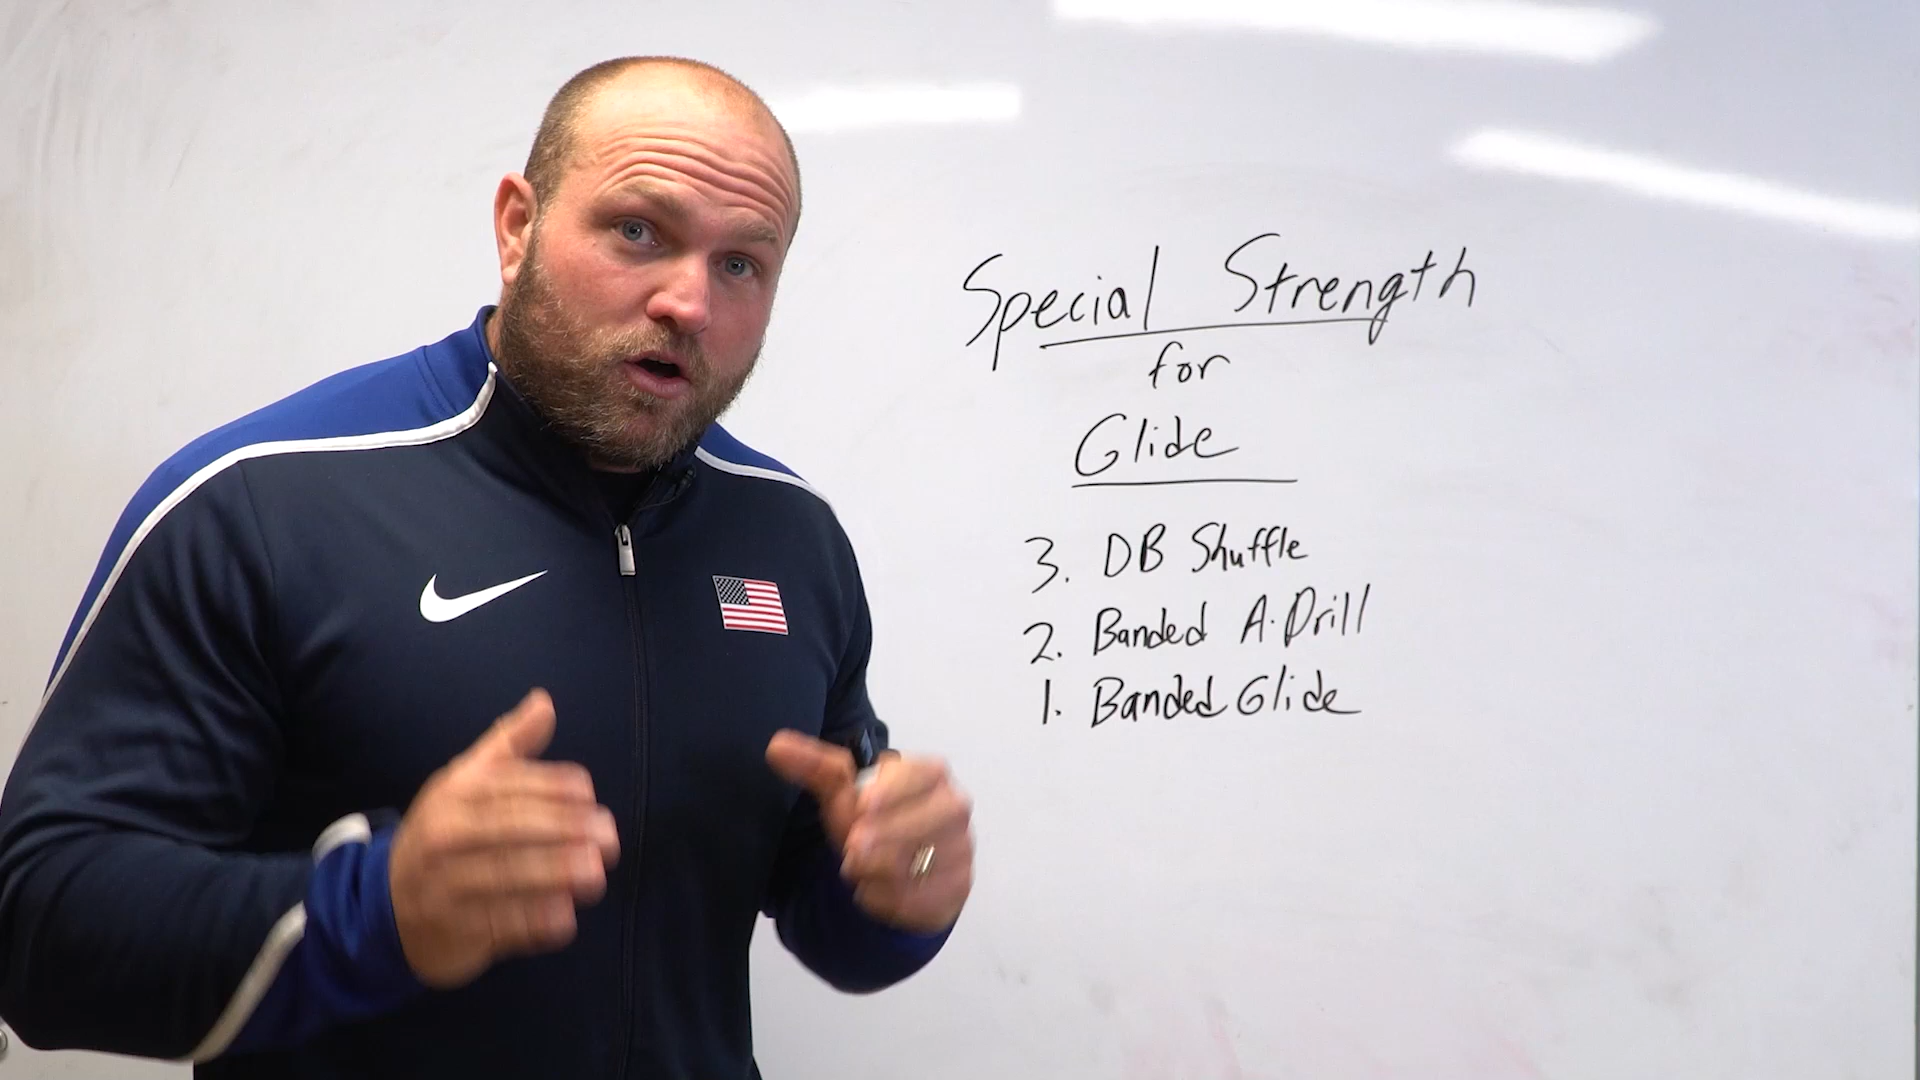 Special Strength
for
Glide
3. DB Shuffle
2. Banded A-Drill
1. Banded Glide